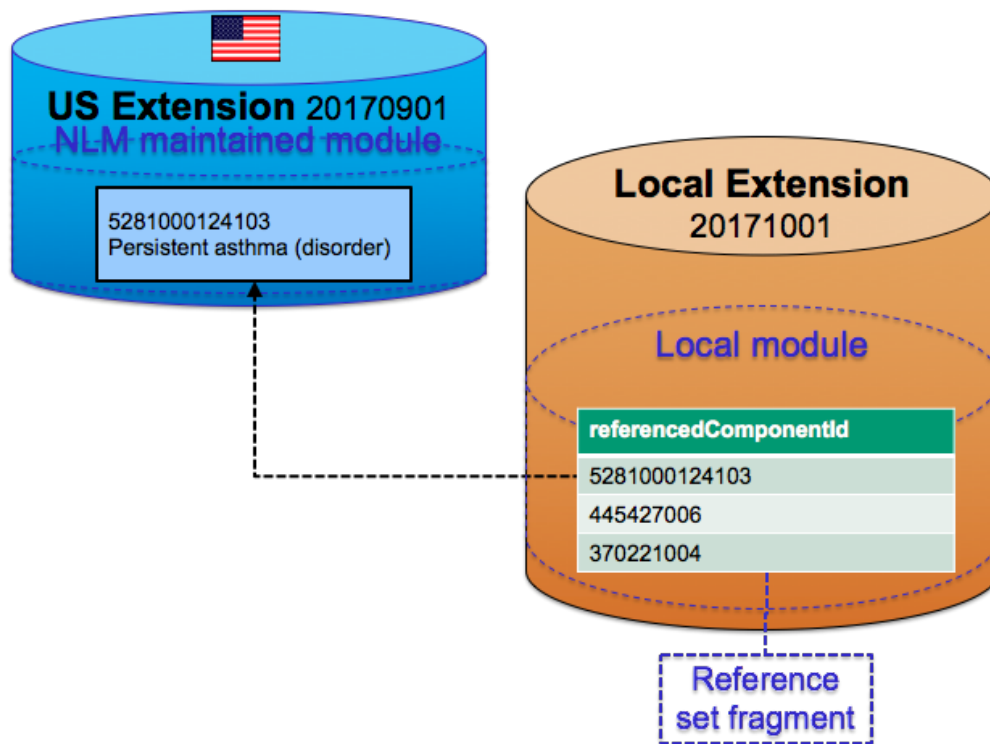 US Extension 20170901
NLM maintained module
5281000124103
Persistent asthma (disorder)
Local Extension
20171001
Local module
referencedComponentId
5281000124103
445427006
370221004
Reference
set fragment